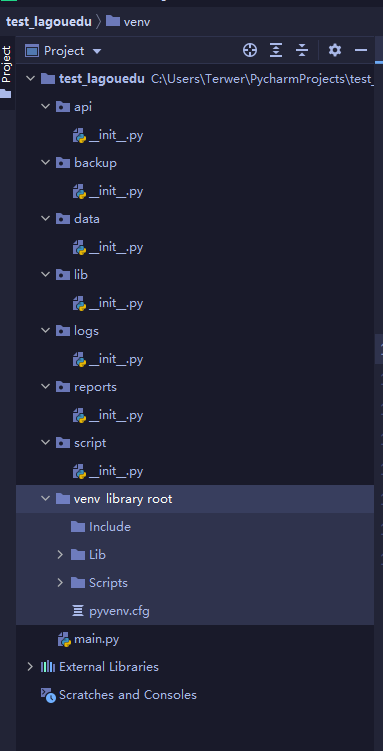 test_lagouedu venv
Project
Project
test_lagouedu C:\Users\Terwer\PycharmProjects\test_
api
__init__.py
backup
__init__.py
data
__init__.py
lib
__init__.py
logs
__init__.py
reports
__init__.py
script
__init__.py
venv library root
Include
Lib
Scripts
pyvenv.cfg
main.py
External Libraries
Scratches and Consoles